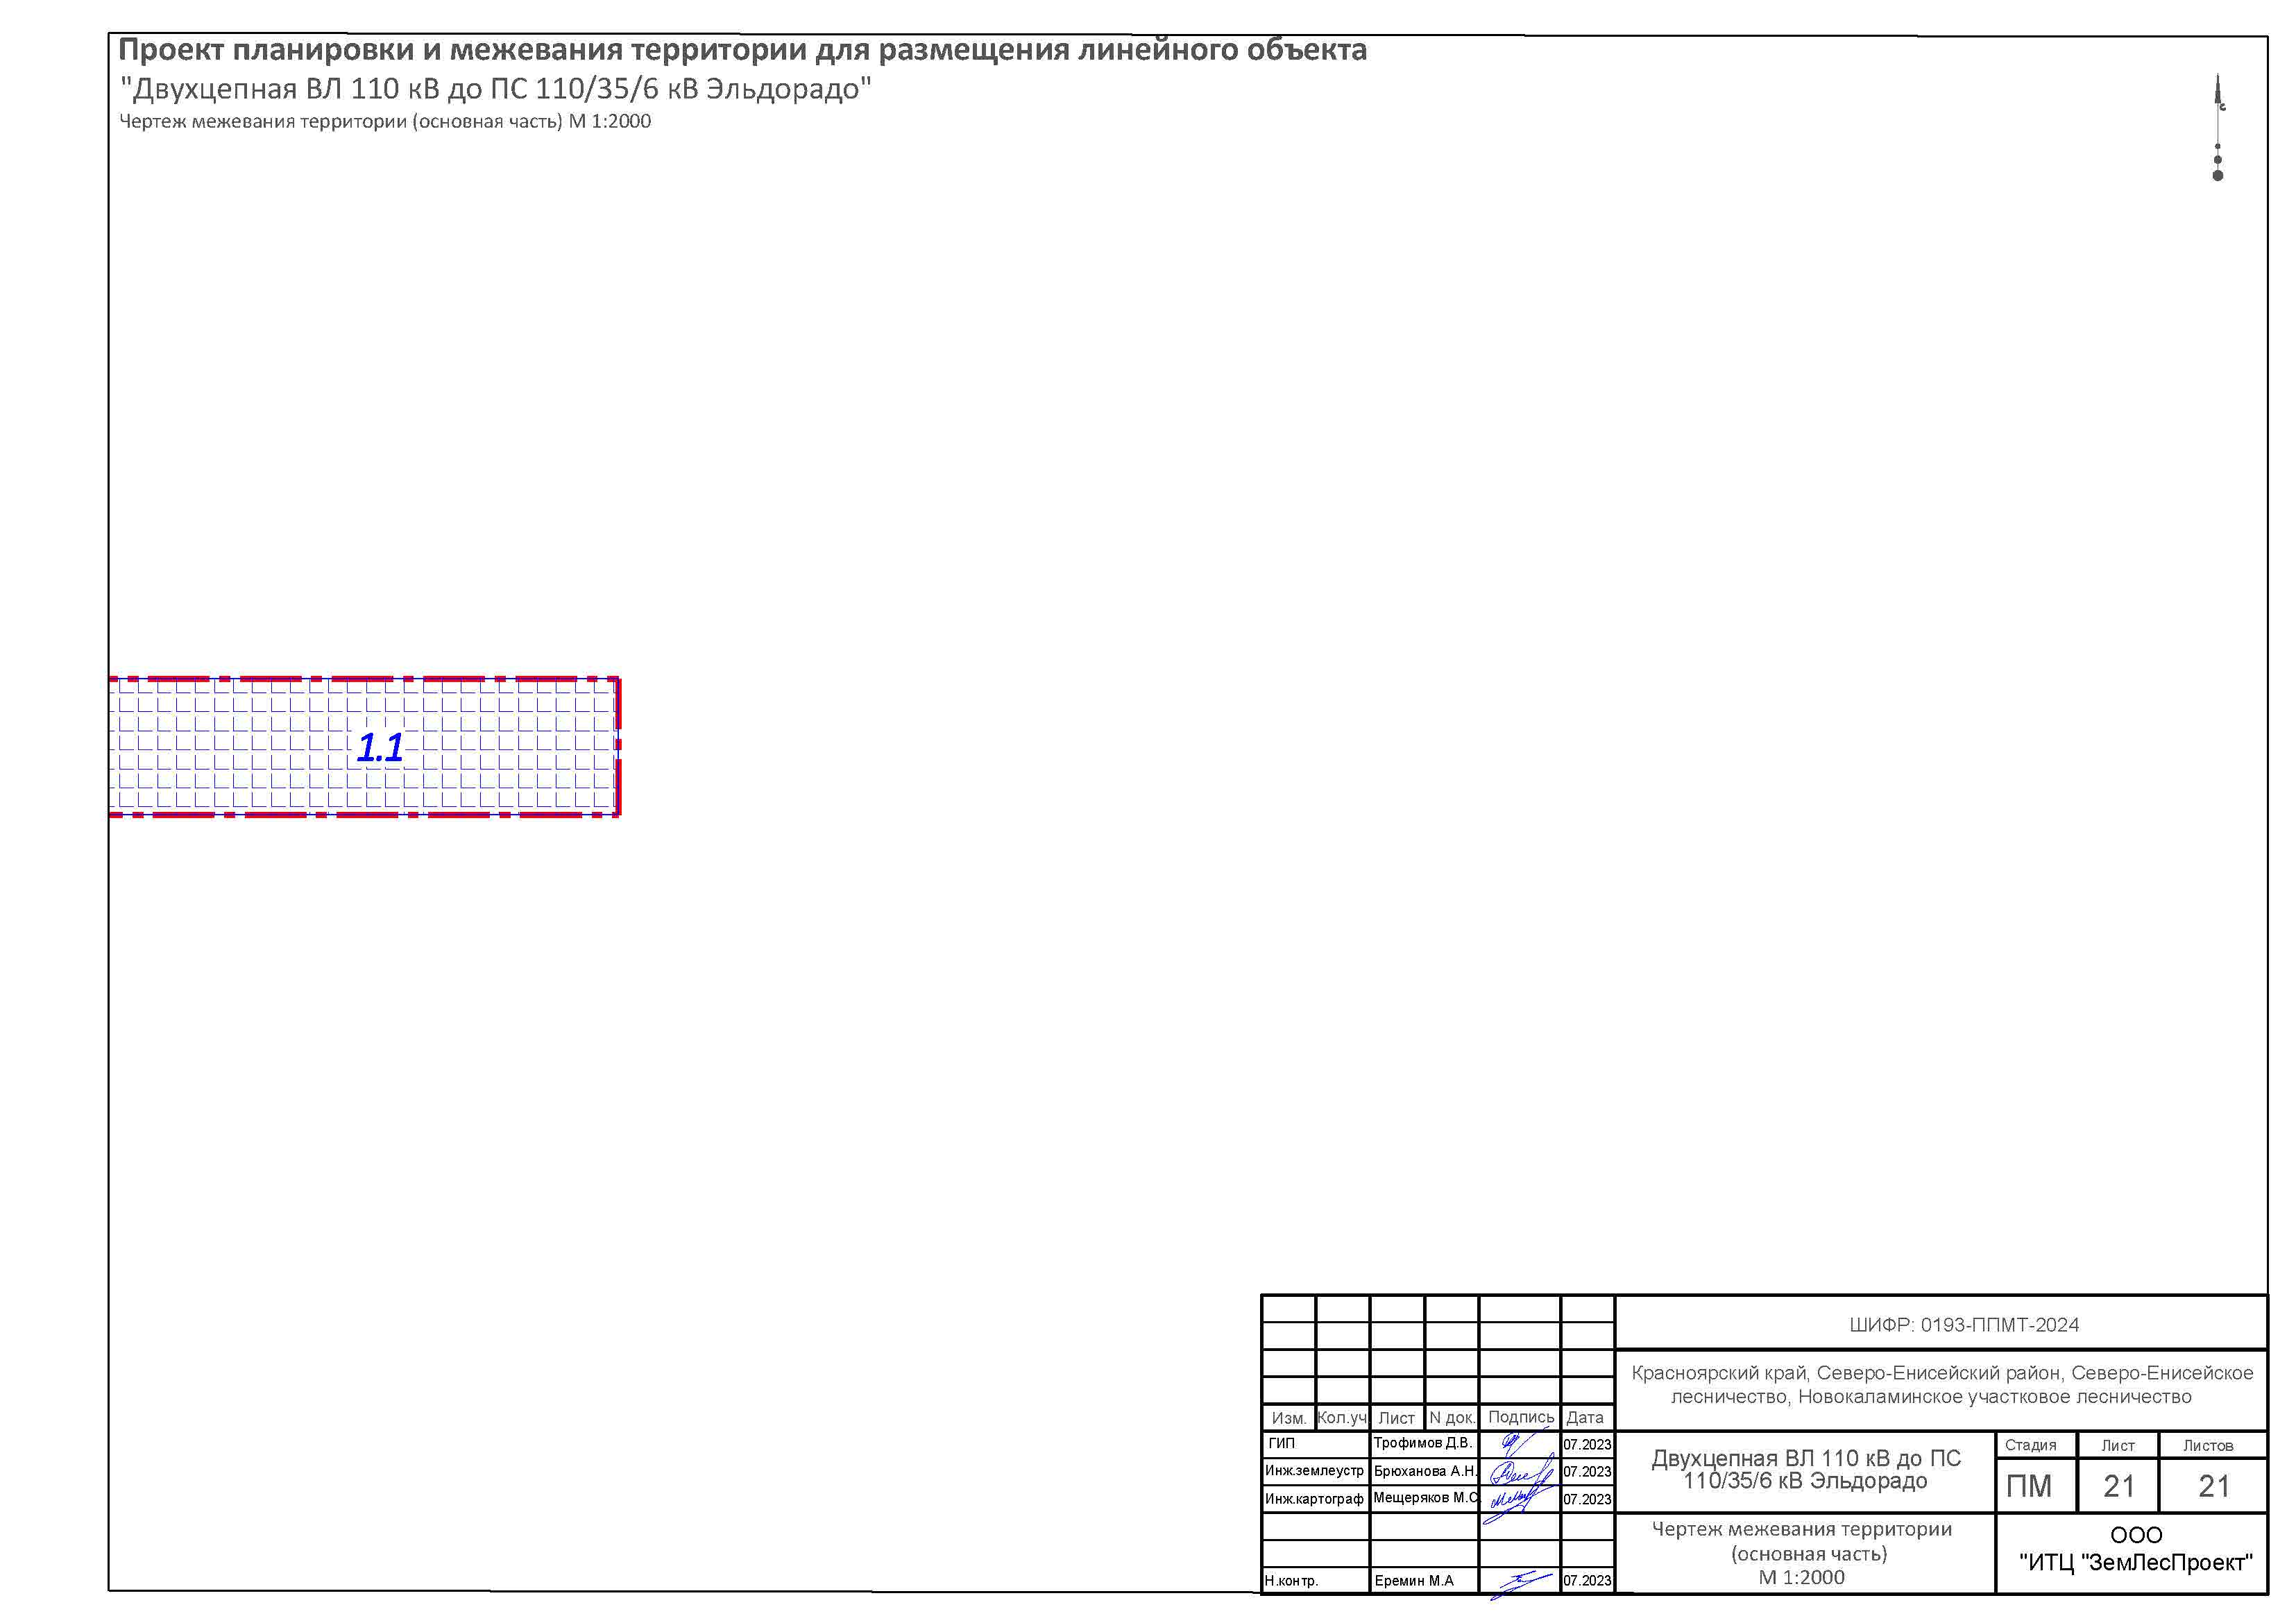 Проект планировки и межевания территории для размещения линейного объекта
"Двухцепная ВЛ 110 кВ до ПС 110/35/6 кВ Эльдорадо"
Чертеж межевания территории (основная часть) М 1:2000
с
1.1
ШИФР: 0193-ППМТ-2024
Красноярский край, Северо-Енисейский район, Северо-Енисейское
лесничество, Новокаламинское участковое лесничество
Изм. Кол.уч Лист N док. Подпись Дата
ГИП Трофимов Д.В. 07.2023
Инж.землеустр Брюханова А.Н. 07.2023
Инж.картограф Мещеряков М.С 07.2023
Н.контр. Еремин М.А 07.2023
Двухцепная ВЛ 110 кВ до ПС
110/35/6 кВ Эльдорадо
Стадия Лист Листов
ПМ 21 21
Чертеж межевания территории
(основная часть)
М 1:2000
ООО
"ИТЦ "ЗемЛесПроект"